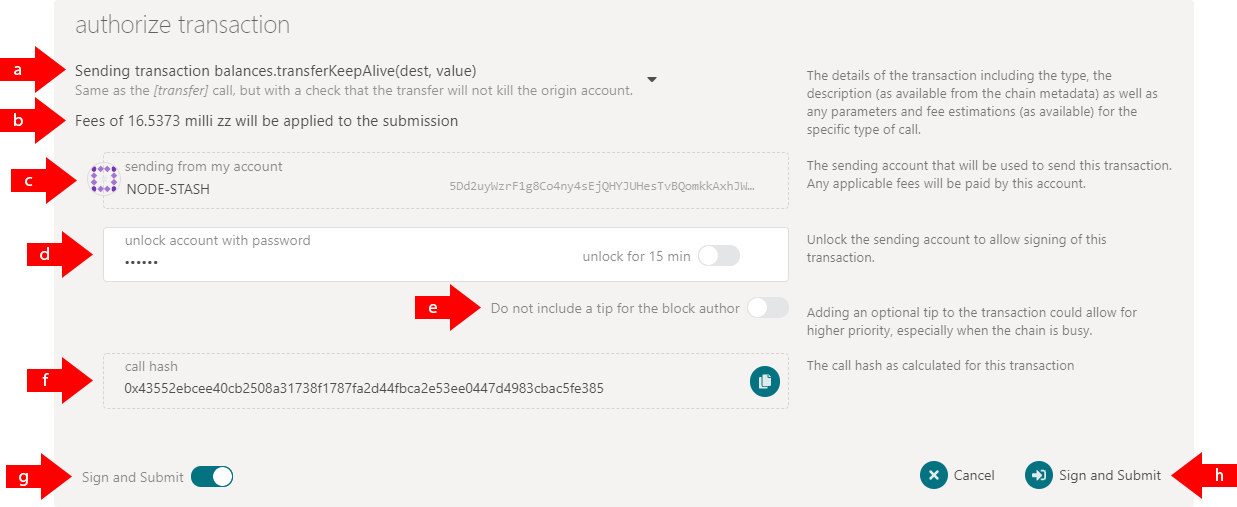 authorize transaction
a
Sending transaction balances.transferKeepAlive(dest, value)
Same as the [transfer] call, but with a check that the transfer will not kill the origin account.
The details of the transaction including the type, the
description (as available from the chain metadata) as well as
any parameters and fee estimations (as available) for the
specific type of call.
b
Fees of 16.5373 milli zz will be applied to the submission
c
sending from my account
NODE-STASH
5Dd2uyWzrF1g8Co4ny4sEjQHYJUHesTvBQomkkAxhJW…
The sending account that will be used to send this transaction.
Any applicable fees will be paid by this account.
d
unlock account with password
••••••
unlock for 15 min
Unlock the sending account to allow signing of this
transaction.
e
Do not include a tip for the block author
Adding an optional tip to the transaction could allow for
higher priority, especially when the chain is busy.
f
call hash
0x43552ebcee40cb2508a31738f1787fa2d44fbca2e53ee0447d4983cbac5fe385
The call hash as calculated for this transaction
g
Sign and Submit
Cancel
Sign and Submit
h